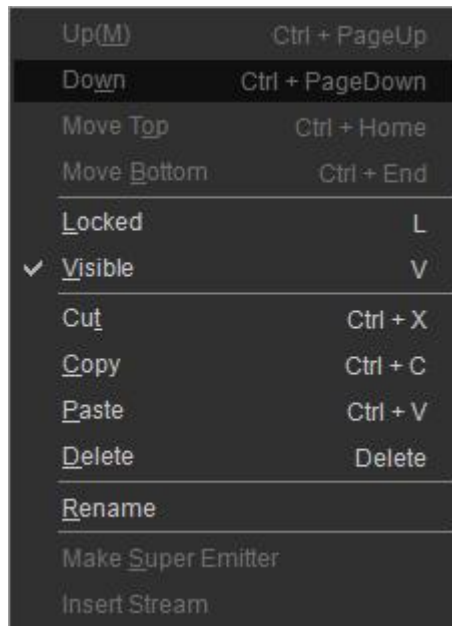 Up(M) Ctrl + PageUp
Down Ctrl + PageDown
Move Top Ctrl + Home
Move Bottom Ctrl + End
Locked L
Visible V
Cut Ctrl + X
Copy Ctrl + C
Paste Ctrl + V
Delete Delete
Rename
Make Super Emitter
Insert Stream